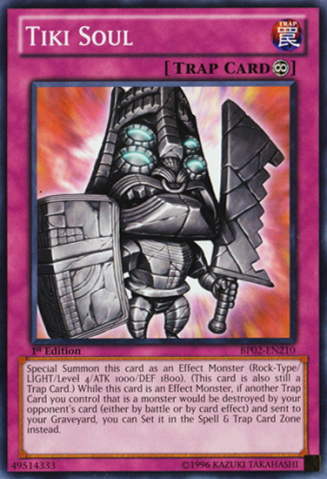 TIKI SOUL
TRAP
罠
[TRAP CARD∞]
1st Edition
BP02-EN210
Special Summon this card as an Effect Monster (Rock-Type/
LIGHT/Level 4/ATK 1000/DEF 1800). (This card is also still a
Trap Card.) While this card is an Effect Monster, if another Trap
Card you control that is a monster would be destroyed by your
opponent's card (either by battle or by card effect) and sent to
your Graveyard, you can Set it in the Spell & Trap Card Zone
instead.
49514333
©1996 KAZUKI TAKAHASHI